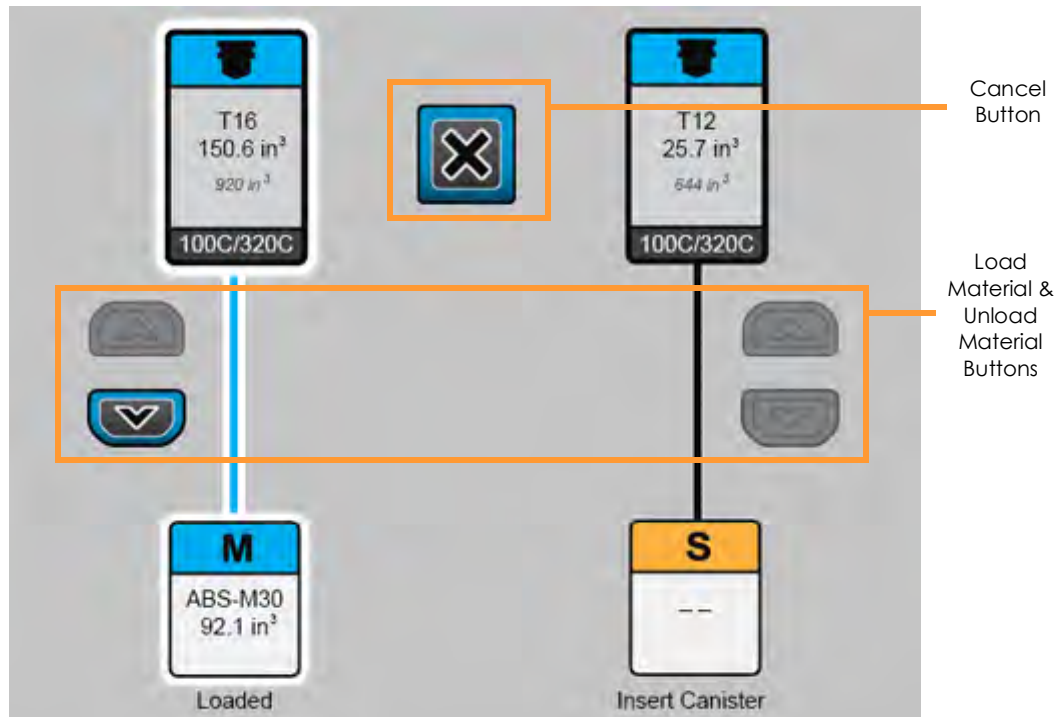 T16
150.6 in³
920 in³
100C/320C
T12
25.7 in³
644 in³
100C/320C
Cancel
Button
Load
Material &
Unload
Material
Buttons
M
ABS-M30
92.1 in³
Loaded
S
--
Insert Canister